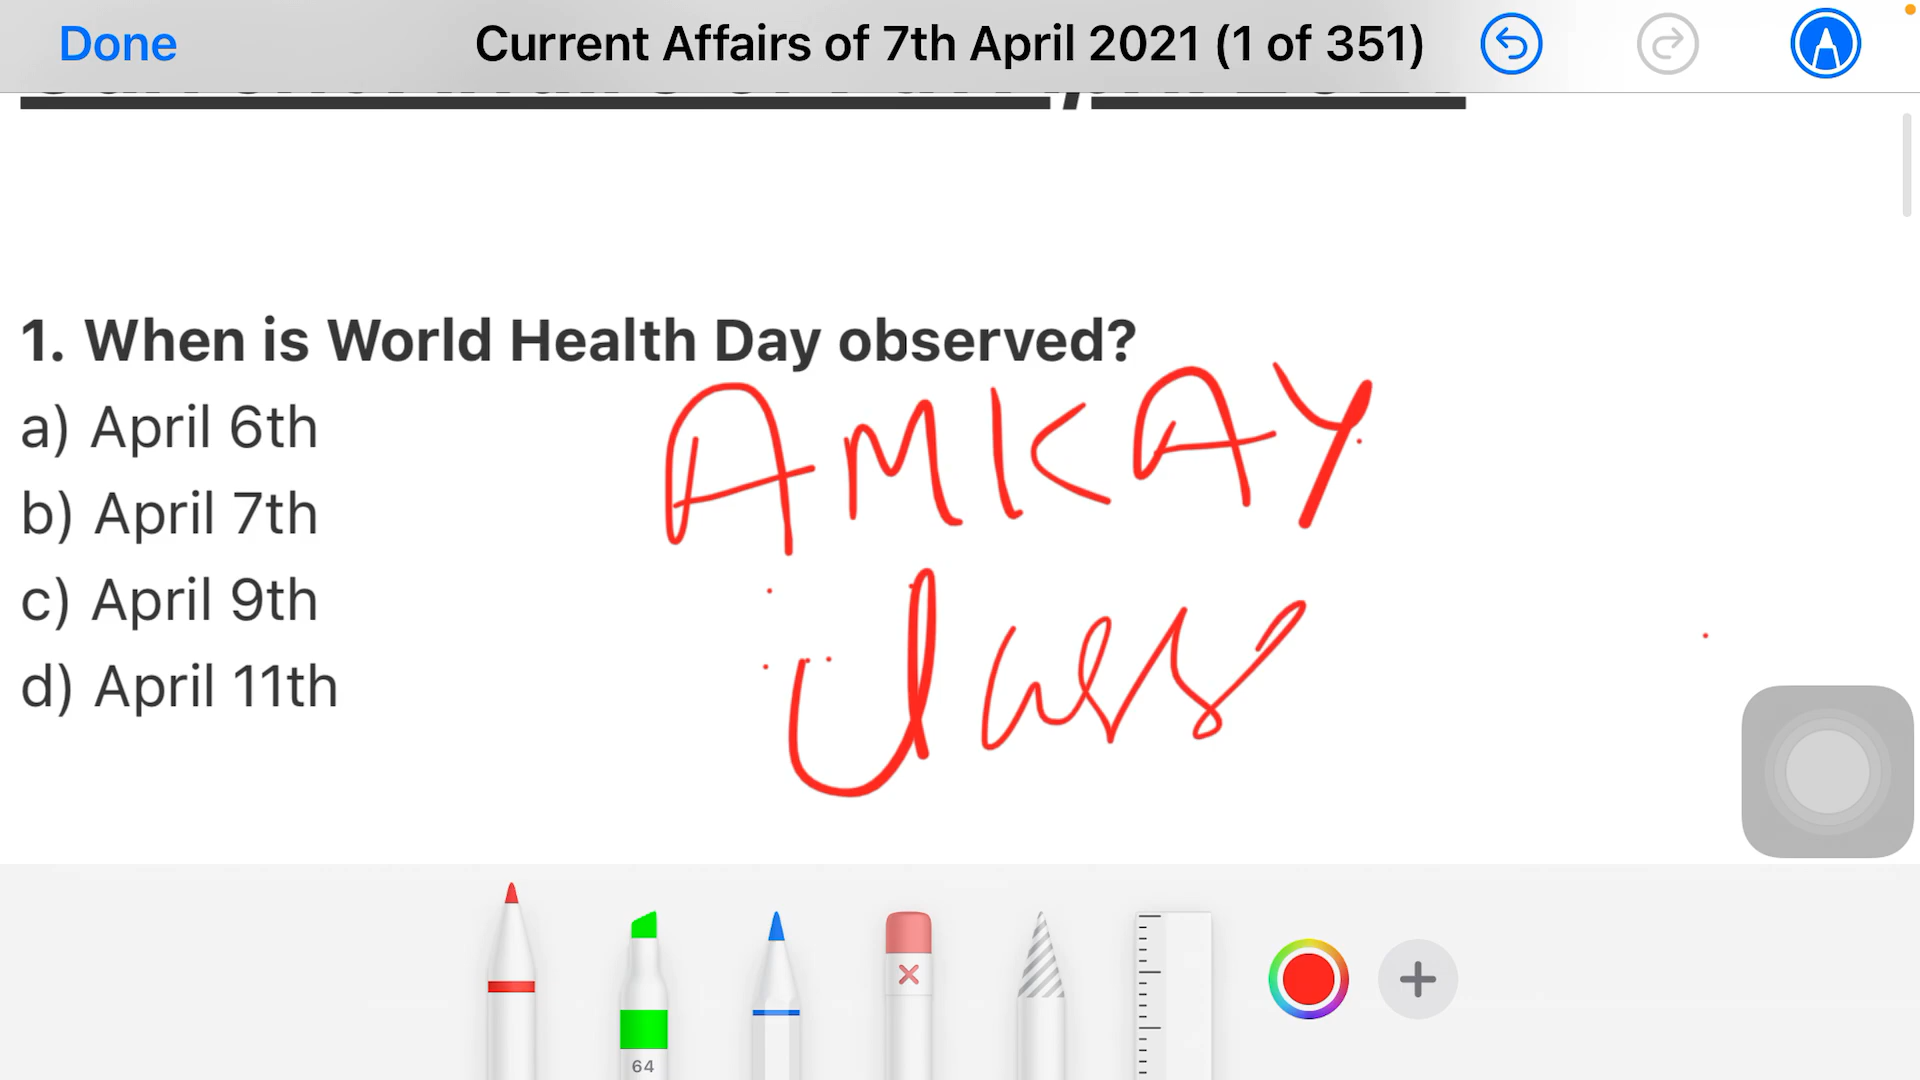 Done Current Affairs of 7th April 2021 (1 of 351)
1. When is World Health Day observed?
a) April 6th
b) April 7th
c) April 9th
d) April 11th
AMKAY
class
64